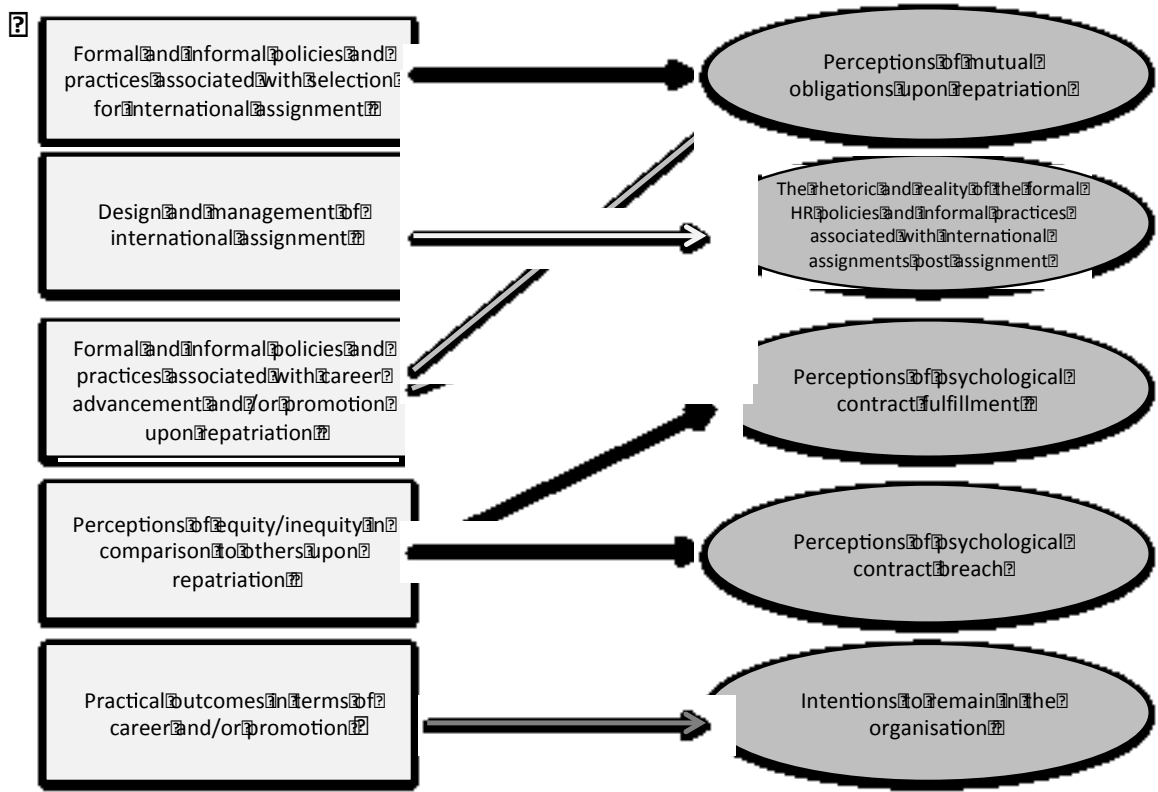 Formal and informal policies and
practices associated with selection
for international assignment
Perceptions of mutual
obligations upon repatriation
Design and management of
international assignment
The rhetoric and reality of the formal
HR policies and informal practices
associated with international
assignments post assignment
Formal and informal policies and
practices associated with career
advancement and /or promotion
upon repatriation
Perceptions of psychological
contract fulfillment
Perceptions of equity/inequity in
comparison to others upon
repatriation
Perceptions of psychological
contract breach
Practical outcomes in terms of
career and/or promotion
Intentions to remain in the
organisation